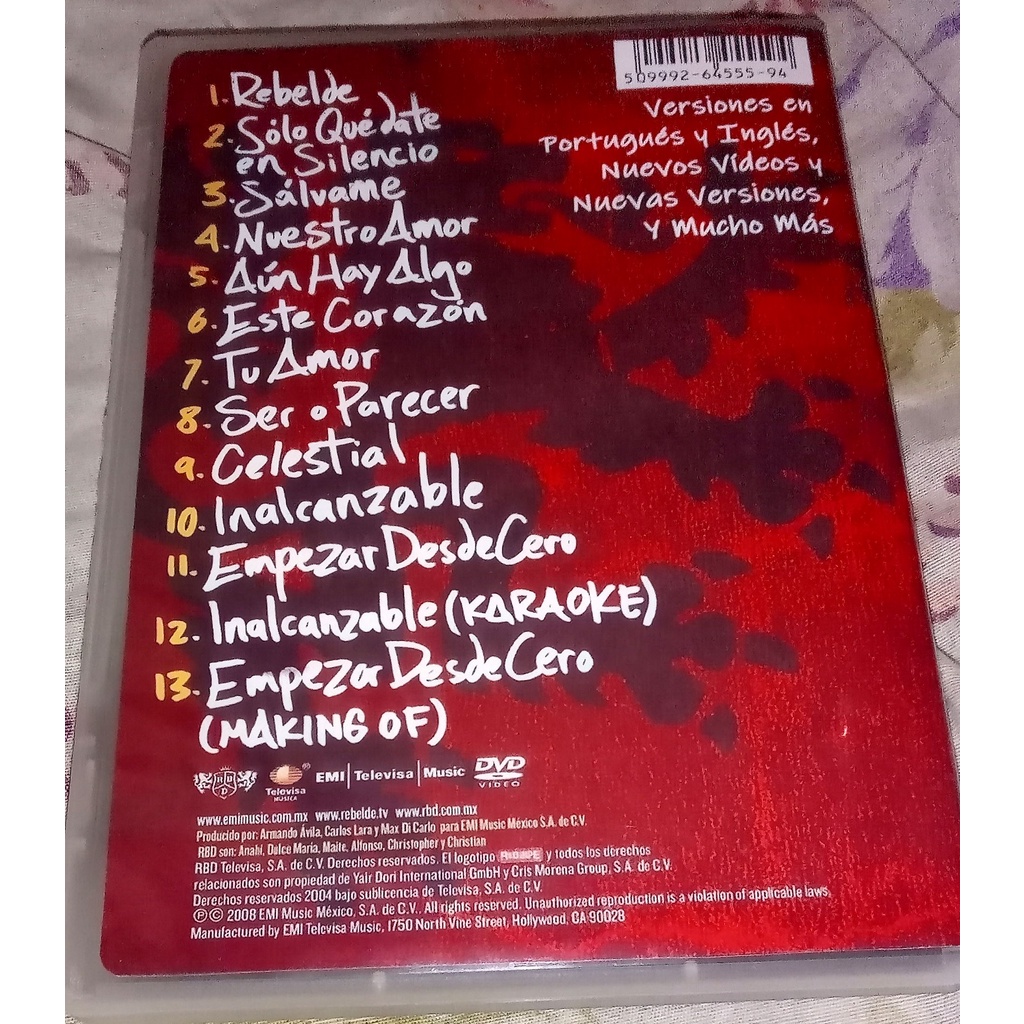 509992-64555-94
Versiones en
Portugués y Inglés,
Nuevos Vídeos y
Nuevas Versiones,
y Mucho Más
1. Rebelde
2. Sólo Quédate
en Silencio
3. Sálvame
4. Nuestro Amor
5. Aún Hay Algo
6. Este Corazón
7. Tu Amor
8. Ser o Parecer
9. Celestial
10. Inalcanzable
11. Empezar Desde Cero
12. Inalcanzable (KARAOKE)
13. Empezar Desde Cero
(MAKING OF)
RBD Televisa MÚSICA ® EMI | Televisa | Music DVD VIDEO
www.emimusic.com.mx www.rebelde.tv www.rbd.com.mx
Producido por: Armando Ávila, Carlos Lara y Max Di Carlo para EMI Music México S.A. de C.V.
RBD son: Anahí, Dulce María, Maite, Alfonso, Christopher y Christian
RBD Televisa, S.A. de C.V. Derechos reservados. El logotipo y todos los derechos
relacionados son propiedad de Yair Dori International GmbH y Cris Morena Group, S.A. de C.V.
Derechos reservados 2004 bajo sublicencia de Televisa, S.A. de C.V.
℗ © 2008 EMI Music México, S.A. de C.V., All rights reserved. Unauthorized reproduction is a violation of applicable laws,
Manufactured by EMI Televisa Music, 1750 North Vine Street, Hollywood, CA 90028